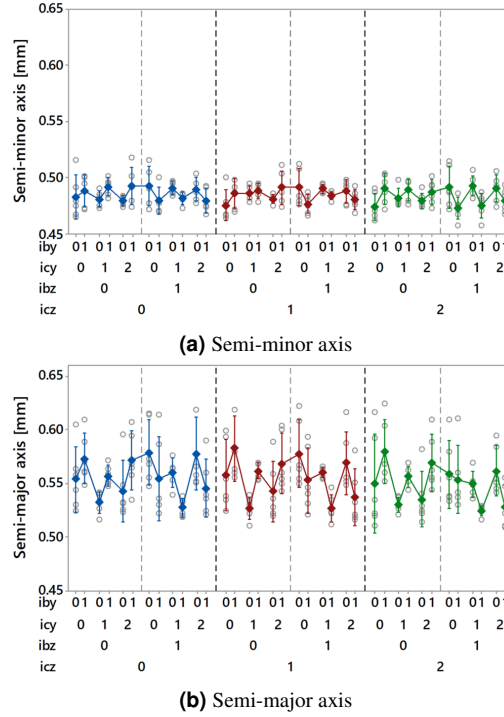 0.65
0.60
0.55
0.50
0.45
Semi-minor axis [mm]
iby 01 01 01 01 01 01 01 01 01 01 01 01 01 01 01 01 01 01
icy 0 1 2 0 1 2 0 1 2 0 1 2 0 1 2 0 1 2
ibz 0 1 0 1 0 1
icz 0 1 2
(a) Semi-minor axis
0.65
0.60
0.55
0.50
0.45
Semi-major axis [mm]
iby 01 01 01 01 01 01 01 01 01 01 01 01 01 01 01 01 01 01
icy 0 1 2 0 1 2 0 1 2 0 1 2 0 1 2 0 1 2
ibz 0 1 0 1 0 1
icz 0 1 2
(b) Semi-major axis